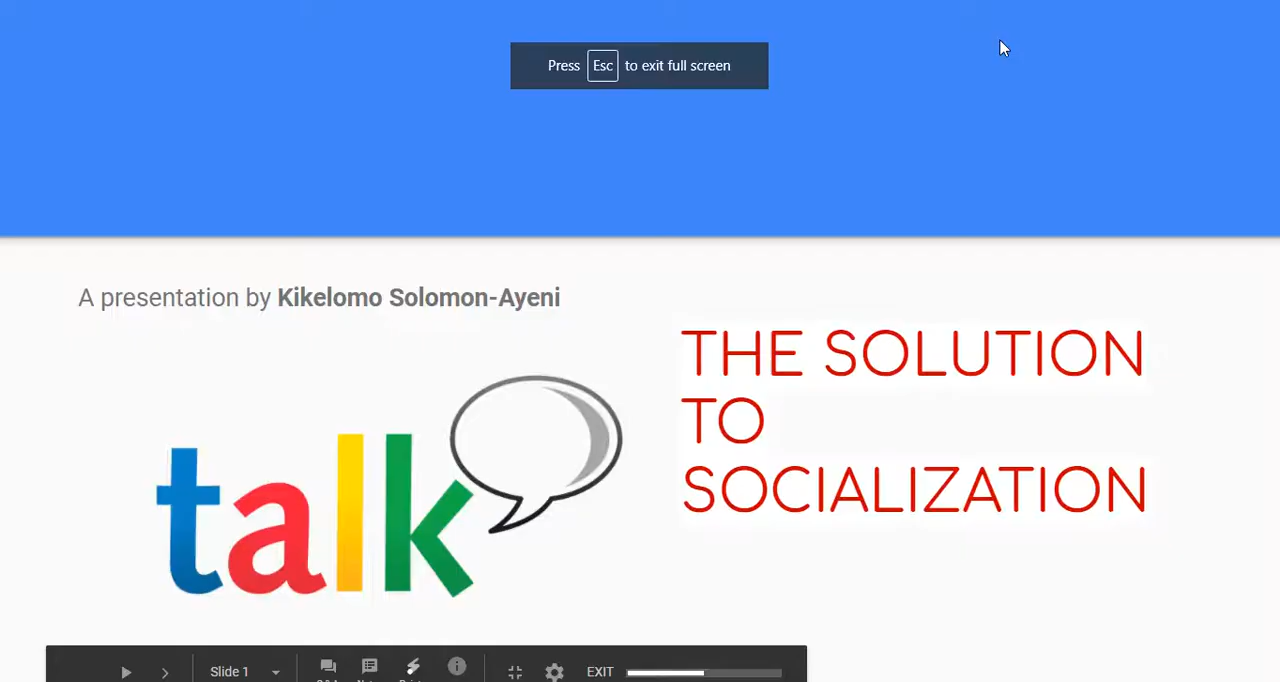 Press Esc to exit full screen
A presentation by Kikelomo Solomon-Ayeni
THE SOLUTION
TO
SOCIALIZATION
talk
Slide 1
EXIT